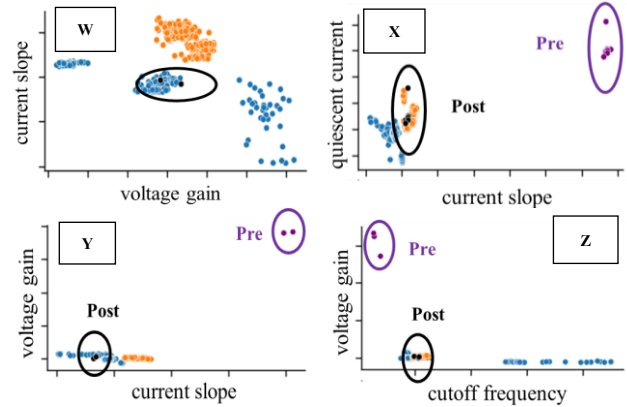 W
current slope
voltage gain
X
Pre
Post
quiescent current
current slope
Y
Pre
Post
voltage gain
current slope
Z
Pre
Post
voltage gain
cutoff frequency